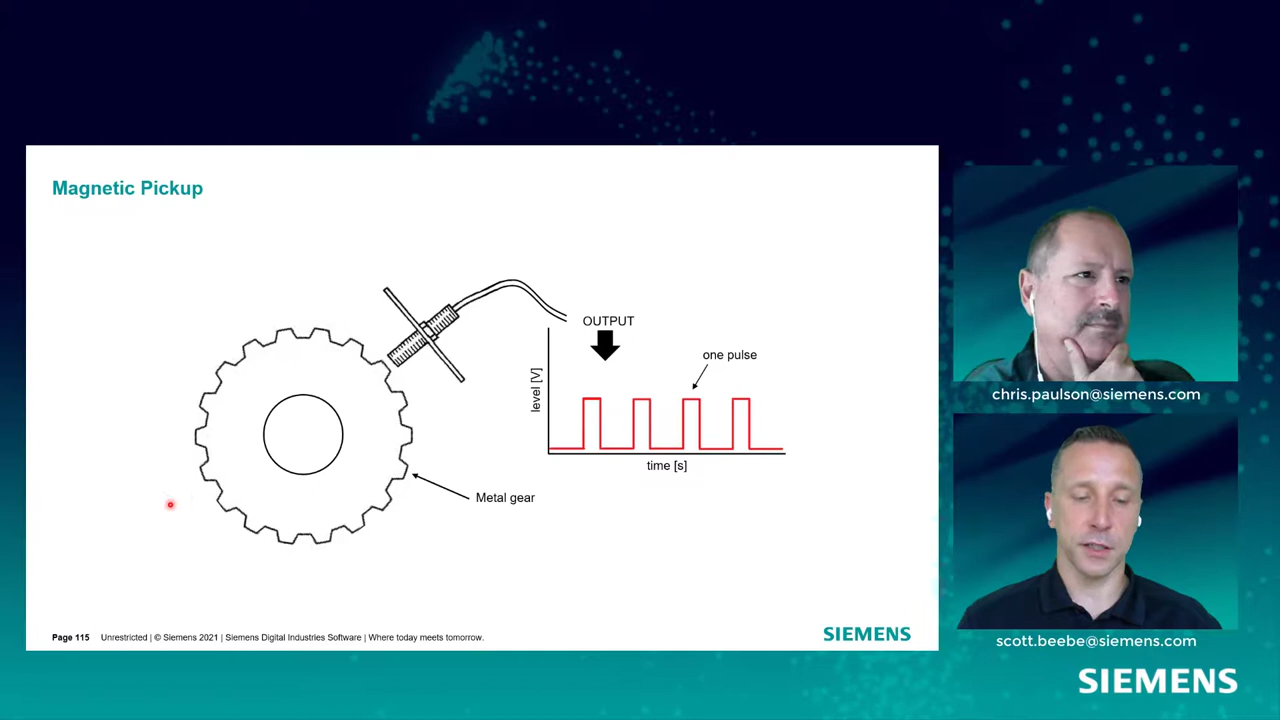 Magnetic Pickup
OUTPUT
one pulse
level [V]
time [s]
Metal gear
Page 115 Unrestricted | © Siemens 2021 | Siemens Digital Industries Software | Where today meets tomorrow.
SIEMENS
chris.paulson@siemens.com
scott.beebe@siemens.com
SIEMENS